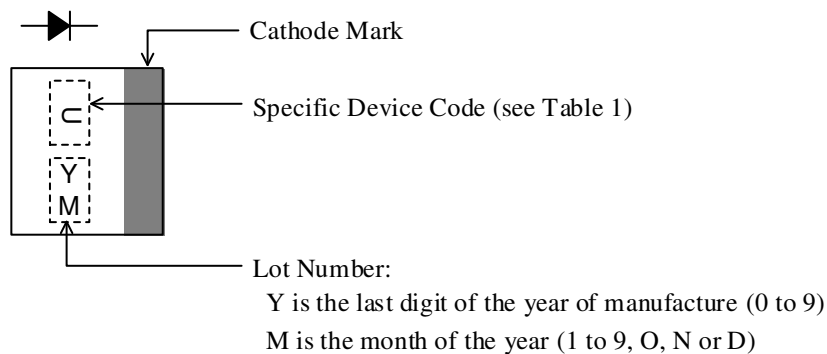 Cathode Mark
U
Specific Device Code (see Table 1)
Y
M
Lot Number:
Y is the last digit of the year of manufacture (0 to 9)
M is the month of the year (1 to 9, O, N or D)